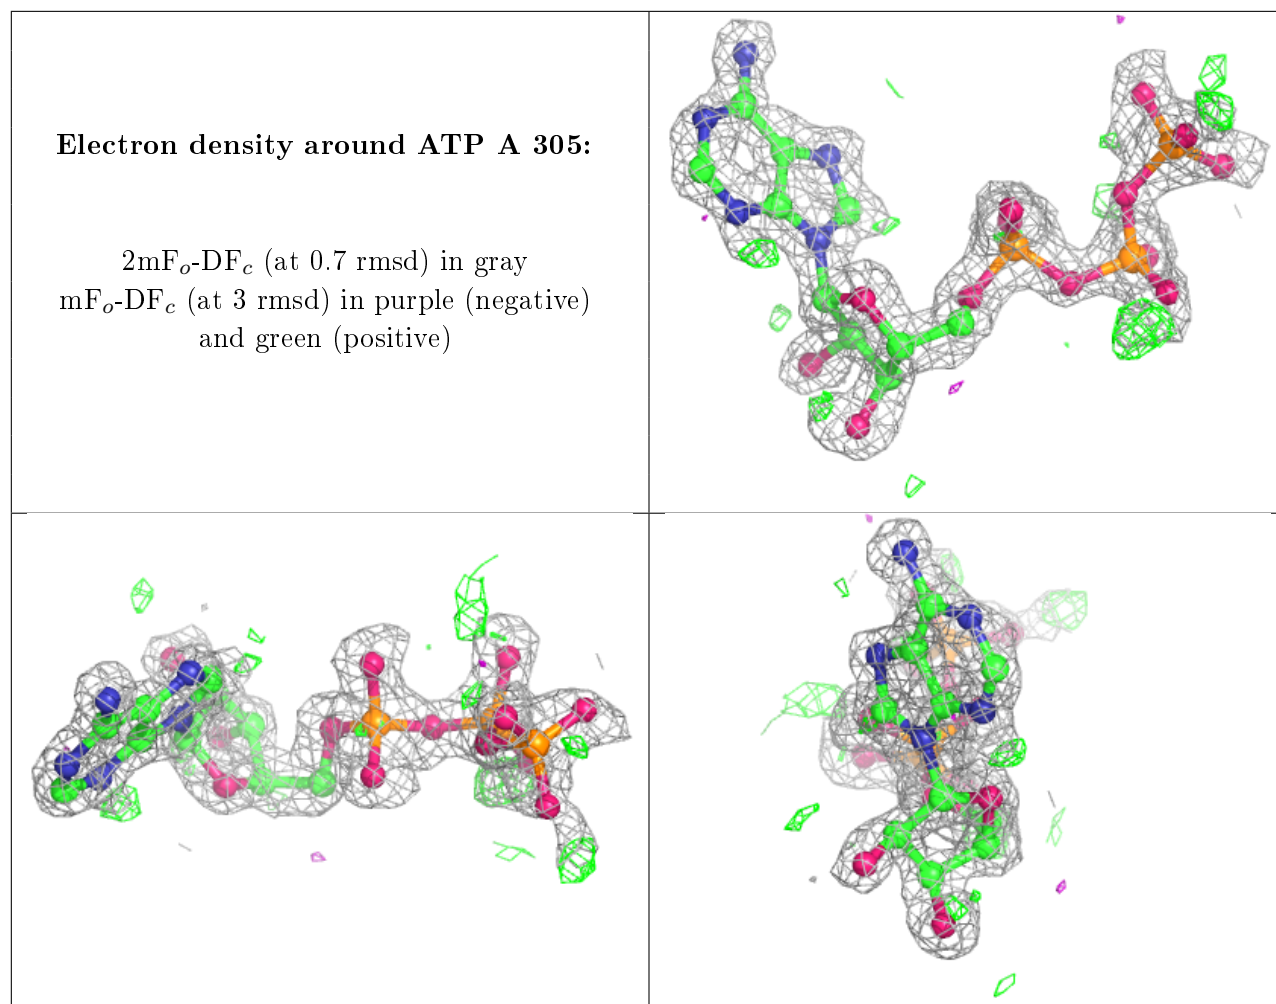 Electron density around ATP A 305:
2mFₒ-DF𝒸 (at 0.7 rmsd) in gray
mFₒ-DF𝒸 (at 3 rmsd) in purple (negative)
and green (positive)